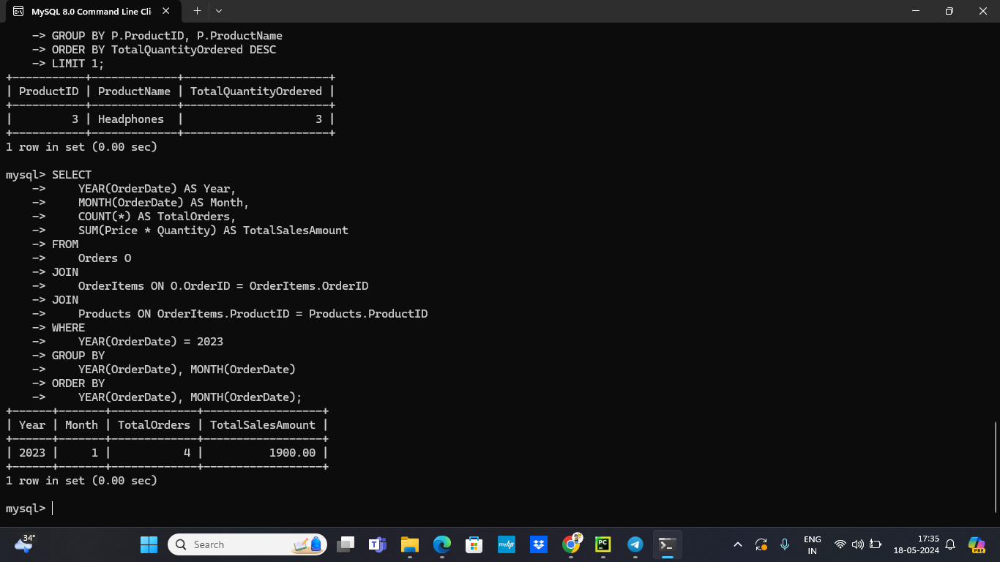 MySQL 8.0 Command Line Cli
    -> GROUP BY P.ProductID, P.ProductName
    -> ORDER BY TotalQuantityOrdered DESC
    -> LIMIT 1;
+-----------+-------------+----------------------+
| ProductID | ProductName | TotalQuantityOrdered |
+-----------+-------------+----------------------+
|         3 | Headphones  |                    3 |
+-----------+-------------+----------------------+
1 row in set (0.00 sec)
mysql> SELECT
    ->     YEAR(OrderDate) AS Year,
    ->     MONTH(OrderDate) AS Month,
    ->     COUNT(*) AS TotalOrders,
    ->     SUM(Price * Quantity) AS TotalSalesAmount
    -> FROM
    ->     Orders O
    -> JOIN
    ->     OrderItems ON O.OrderID = OrderItems.OrderID
    -> JOIN
    ->     Products ON OrderItems.ProductID = Products.ProductID
    -> WHERE
    ->     YEAR(OrderDate) = 2023
    -> GROUP BY
    ->     YEAR(OrderDate), MONTH(OrderDate)
    -> ORDER BY
    ->     YEAR(OrderDate), MONTH(OrderDate);
+------+-------+-------------+------------------+
| Year | Month | TotalOrders | TotalSalesAmount |
+------+-------+-------------+------------------+
| 2023 |     1 |           4 |          1900.00 |
+------+-------+-------------+------------------+
1 row in set (0.00 sec)
mysql>
34°
Search
myhp
PC
ENG
IN
17:35
18-05-2024
PRE